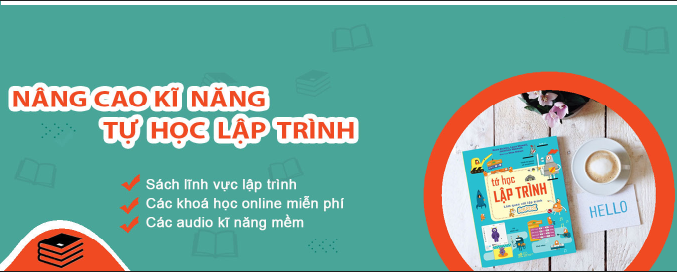 NÂNG CAO KĨ NĂNG
TỰ HỌC LẬP TRÌNH
Sách lĩnh vực lập trình
Các khoá học online miễn phí
Các audio kĩ năng mềm
tớ học
LẬP TRÌNH
HELLO